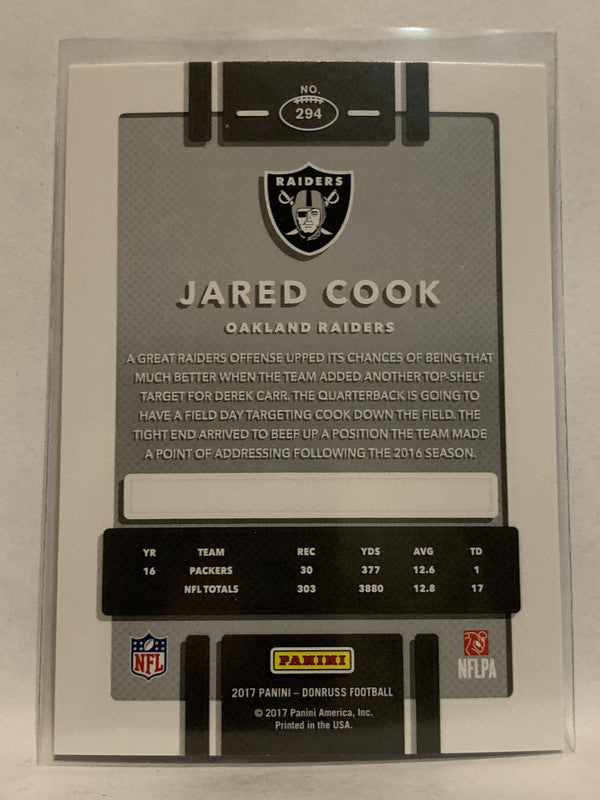 NO.
294
RAIDERS
JARED COOK
OAKLAND RAIDERS
A GREAT RAIDERS OFFENSE UPPED ITS CHANCES OF BEING THAT
MUCH BETTER WHEN THE TEAM ADDED ANOTHER TOP-SHELF
TARGET FOR DEREK CARR. THE QUARTERBACK IS GOING TO
HAVE A FIELD DAY TARGETING COOK DOWN THE FIELD. THE
TIGHT END ARRIVED TO BEEF UP A POSITION THE TEAM MADE
A POINT OF ADDRESSING FOLLOWING THE 2016 SEASON.
YR TEAM REC YDS AVG TD
16 PACKERS 30 377 12.6 1
NFL TOTALS 303 3880 12.8 17
NFL
PANINI
NFLPA
2017 PANINI – DONRUSS FOOTBALL
© 2017 Panini America, Inc.
Printed in the USA.